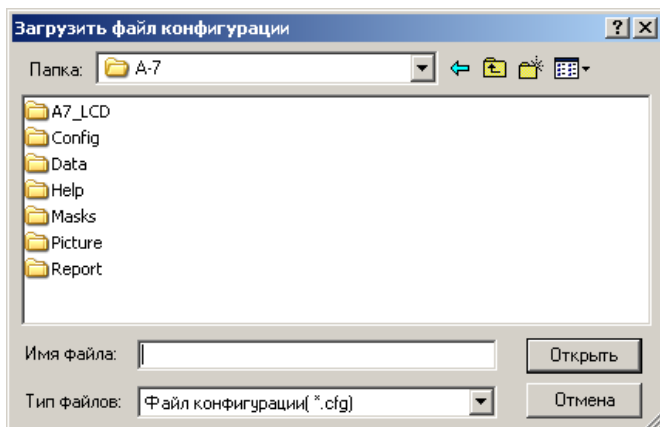 Загрузить файл конфигурации
Папка: A-7
A7_LCD
Config
Data
Help
Masks
Picture
Report
Имя файла: Открыть
Тип файлов: Файл конфигурации( *.cfg) Отмена